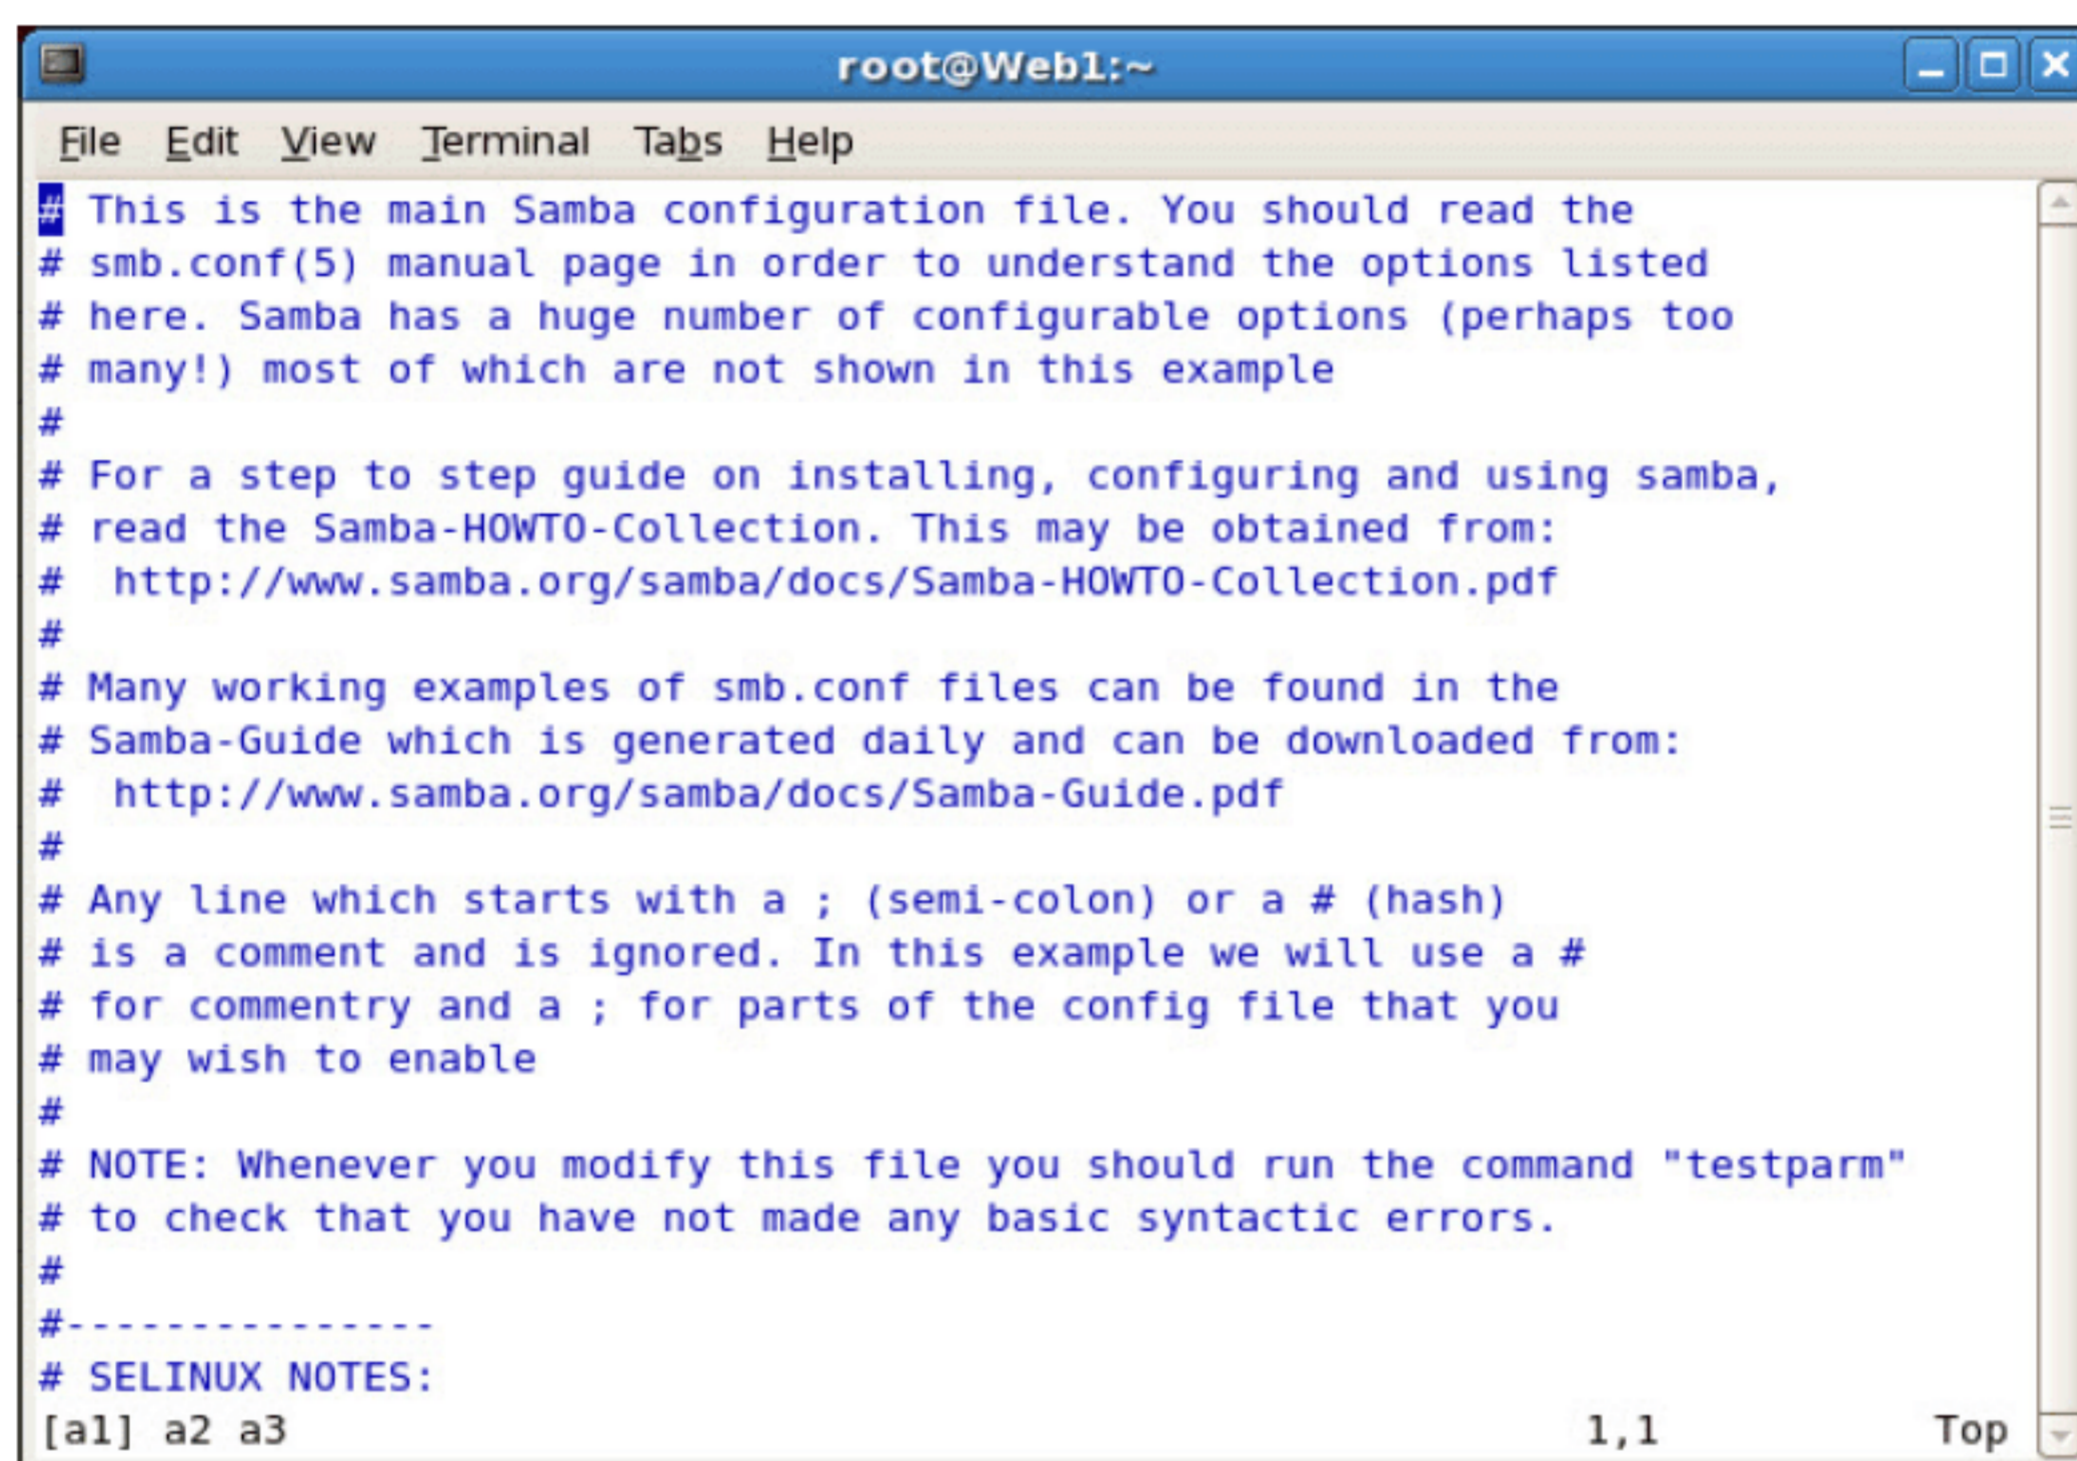 root@Web1:~
File Edit View Terminal Tabs Help
# This is the main Samba configuration file. You should read the
# smb.conf(5) manual page in order to understand the options listed
# here. Samba has a huge number of configurable options (perhaps too
# many!) most of which are not shown in this example
#
# For a step to step guide on installing, configuring and using samba,
# read the Samba-HOWTO-Collection. This may be obtained from:
#  http://www.samba.org/samba/docs/Samba-HOWTO-Collection.pdf
#
# Many working examples of smb.conf files can be found in the
# Samba-Guide which is generated daily and can be downloaded from:
#  http://www.samba.org/samba/docs/Samba-Guide.pdf
#
# Any line which starts with a ; (semi-colon) or a # (hash)
# is a comment and is ignored. In this example we will use a #
# for commentry and a ; for parts of the config file that you
# may wish to enable
#
# NOTE: Whenever you modify this file you should run the command "testparm"
# to check that you have not made any basic syntactic errors.
#
#---------------
# SELINUX NOTES:
[a1] a2 a3 1,1 Top